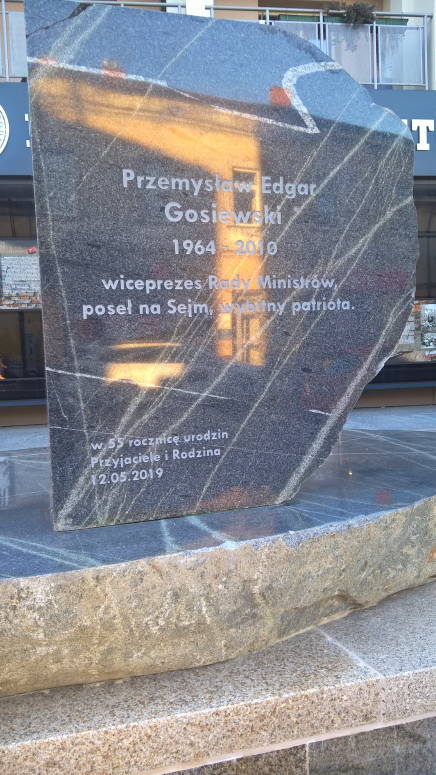 Przemysław Edgar
Gosiewski
1964 - 2010
wiceprezes Rady Ministrów,
poseł na Sejm, wybitny patriota.
w 55 rocznicę urodzin
Przyjaciele i Rodzina
12.05.2019